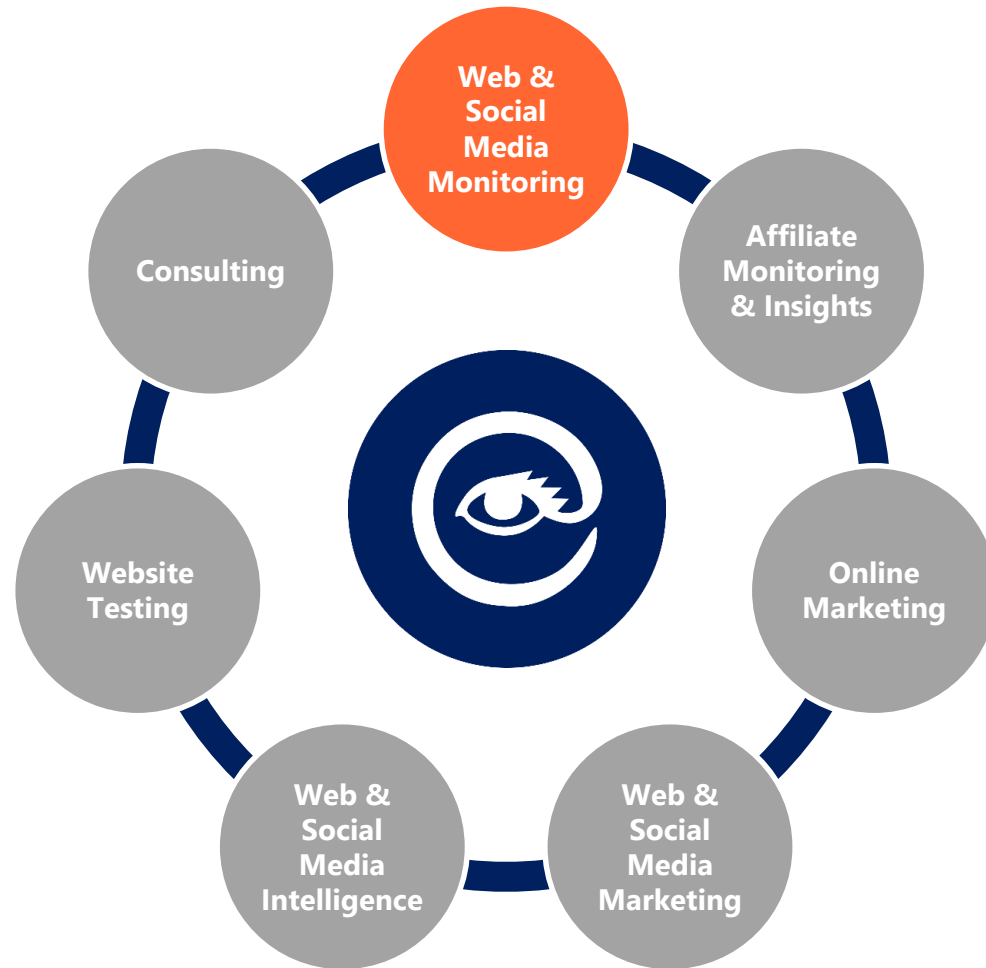 Web &
Social
Media
Monitoring
Affiliate
Monitoring
& Insights
Online
Marketing
Web &
Social
Media
Marketing
Web &
Social
Media
Intelligence
Website
Testing
Consulting